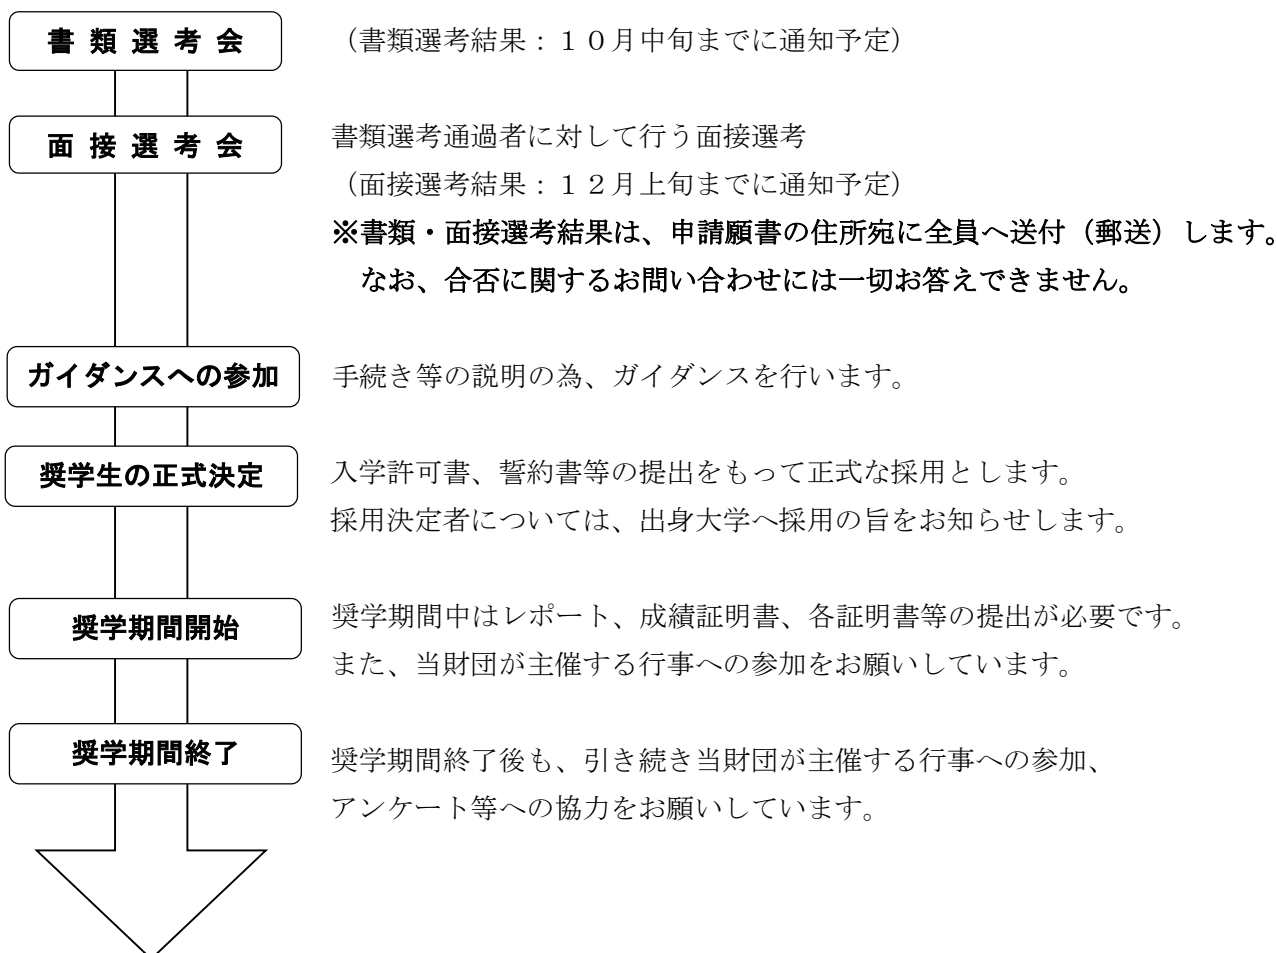 書類選考会
（書類選考結果：１０月中旬までに通知予定）
面接選考会
書類選考通過者に対して行う面接選考
（面接選考結果：１２月上旬までに通知予定）
※書類・面接選考結果は、申請願書の住所宛に全員へ送付（郵送）します。
なお、合否に関するお問い合わせには一切お答えできません。
ガイダンスへの参加
手続き等の説明の為、ガイダンスを行います。
奨学生の正式決定
入学許可書、誓約書等の提出をもって正式な採用とします。
採用決定者については、出身大学へ採用の旨をお知らせします。
奨学期間開始
奨学期間中はレポート、成績証明書、各証明書等の提出が必要です。
また、当財団が主催する行事への参加をお願いしています。
奨学期間終了
奨学期間終了後も、引き続き当財団が主催する行事への参加、
アンケート等への協力をお願いしています。